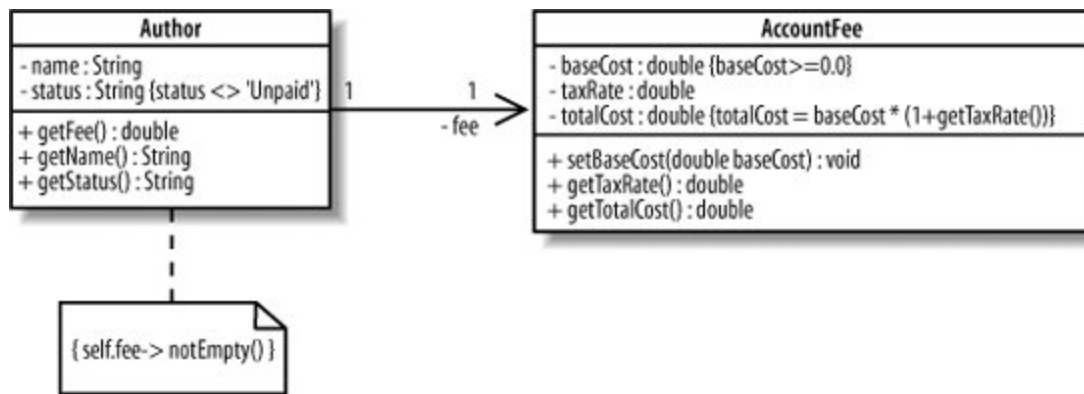 Author
- name : String
- status : String {status <> 'Unpaid'}
+ getFee() : double
+ getName() : String
+ getStatus() : String
1
1
- fee
AccountFee
- baseCost : double {baseCost>=0.0}
- taxRate : double
- totalCost : double {totalCost = baseCost * (1+getTaxRate())}
+ setBaseCost(double baseCost) : void
+ getTaxRate() : double
+ getTotalCost() : double
{ self.fee-> notEmpty() }